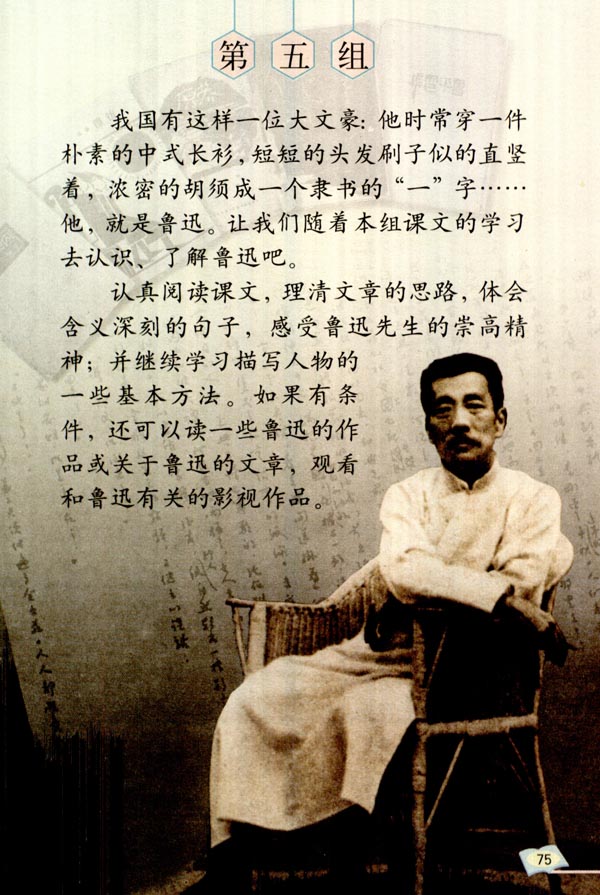 第五组
我国有这样一位大文豪：他时常穿一件
朴素的中式长衫，短短的头发刷子似的直竖
着，浓密的胡须成一个隶书的“一”字……
他，就是鲁迅。让我们随着本组课文的学习
去认识、了解鲁迅吧。
认真阅读课文，理清文章的思路，体会
含义深刻的句子，感受鲁迅先生的崇高精
神；并继续学习描写人物的
一些基本方法。如果有条
件，还可以读一些鲁迅的作
品或关于鲁迅的文章，观看
和鲁迅有关的影视作品。
75